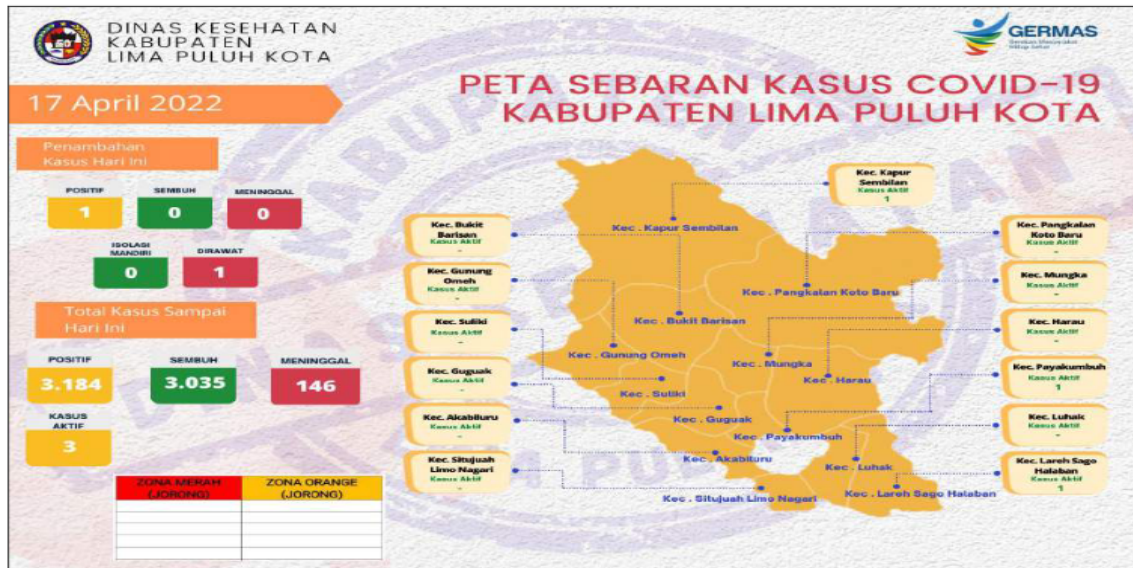 DINAS KESEHATAN
KABUPATEN
LIMA PULUH KOTA
GERMAS
Gerakan Masyarakat
Hidup Sehat
PETA SEBARAN KASUS COVID-19
KABUPATEN LIMA PULUH KOTA
17 April 2022
Penambahan
Kasus Hari Ini
POSITIF
1
SEMBUH
0
MENINGGAL
0
ISOLASI
MANDIRI
0
DIRAWAT
1
Total Kasus Sampai
Hari Ini
POSITIF
3.184
SEMBUH
3.035
MENINGGAL
146
KASUS
AKTIF
3
ZONA MERAH
(JORONG)
ZONA ORANGE
(JORONG)
Kec. Bukit
Barisan
Kasus Aktif
-
Kec. Gunung
Omeh
Kasus Aktif
-
Kec. Suliki
Kasus Aktif
-
Kec. Guguak
Kasus Aktif
-
Kec. Akabiluru
Kasus Aktif
-
Kec. Situjuah
Limo Nagari
Kasus Aktif
-
Kec . Kapur Sembilan
Kec . Pangkalan Koto Baru
Kec . Bukit Barisan
Kec . Gunung Omeh
Kec . Mungka
Kec . Harau
Kec . Suliki
Kec . Guguak
Kec . Payakumbuh
Kec . Akabiluru
Kec . Luhak
Kec . Situjuah Limo Nagari
Kec . Lareh Sago Halaban
Kec. Kapur
Sembilan
Kasus Aktif
1
Kec. Pangkalan
Koto Baru
Kasus Aktif
-
Kec. Mungka
Kasus Aktif
-
Kec. Harau
Kasus Aktif
-
Kec. Payakumbuh
Kasus Aktif
1
Kec. Luhak
Kasus Aktif
-
Kec. Lareh Sago
Halaban
Kasus Aktif
1